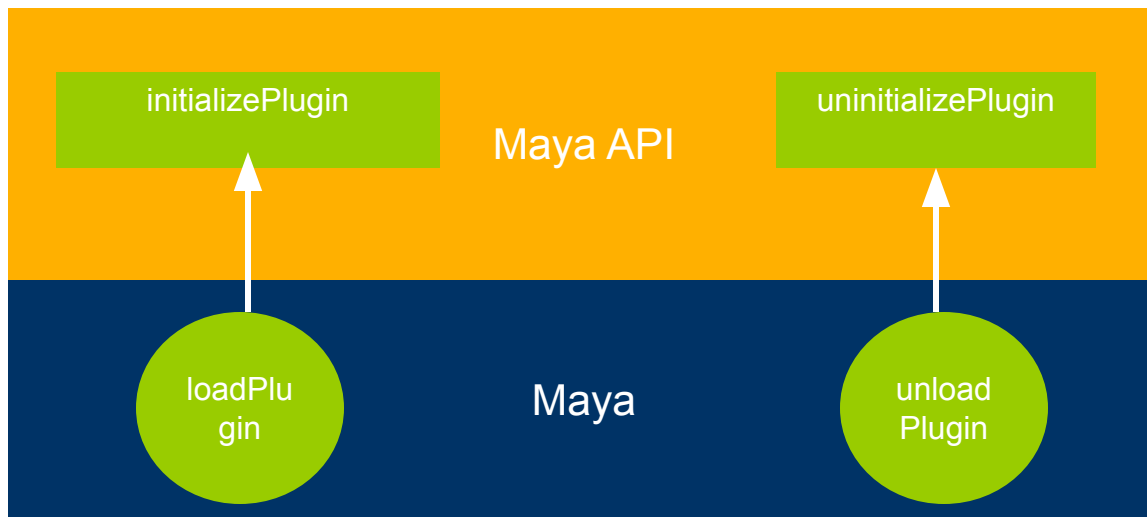 initializePlugin
uninitializePlugin
Maya API
loadPlu
gin
Maya
unload
Plugin